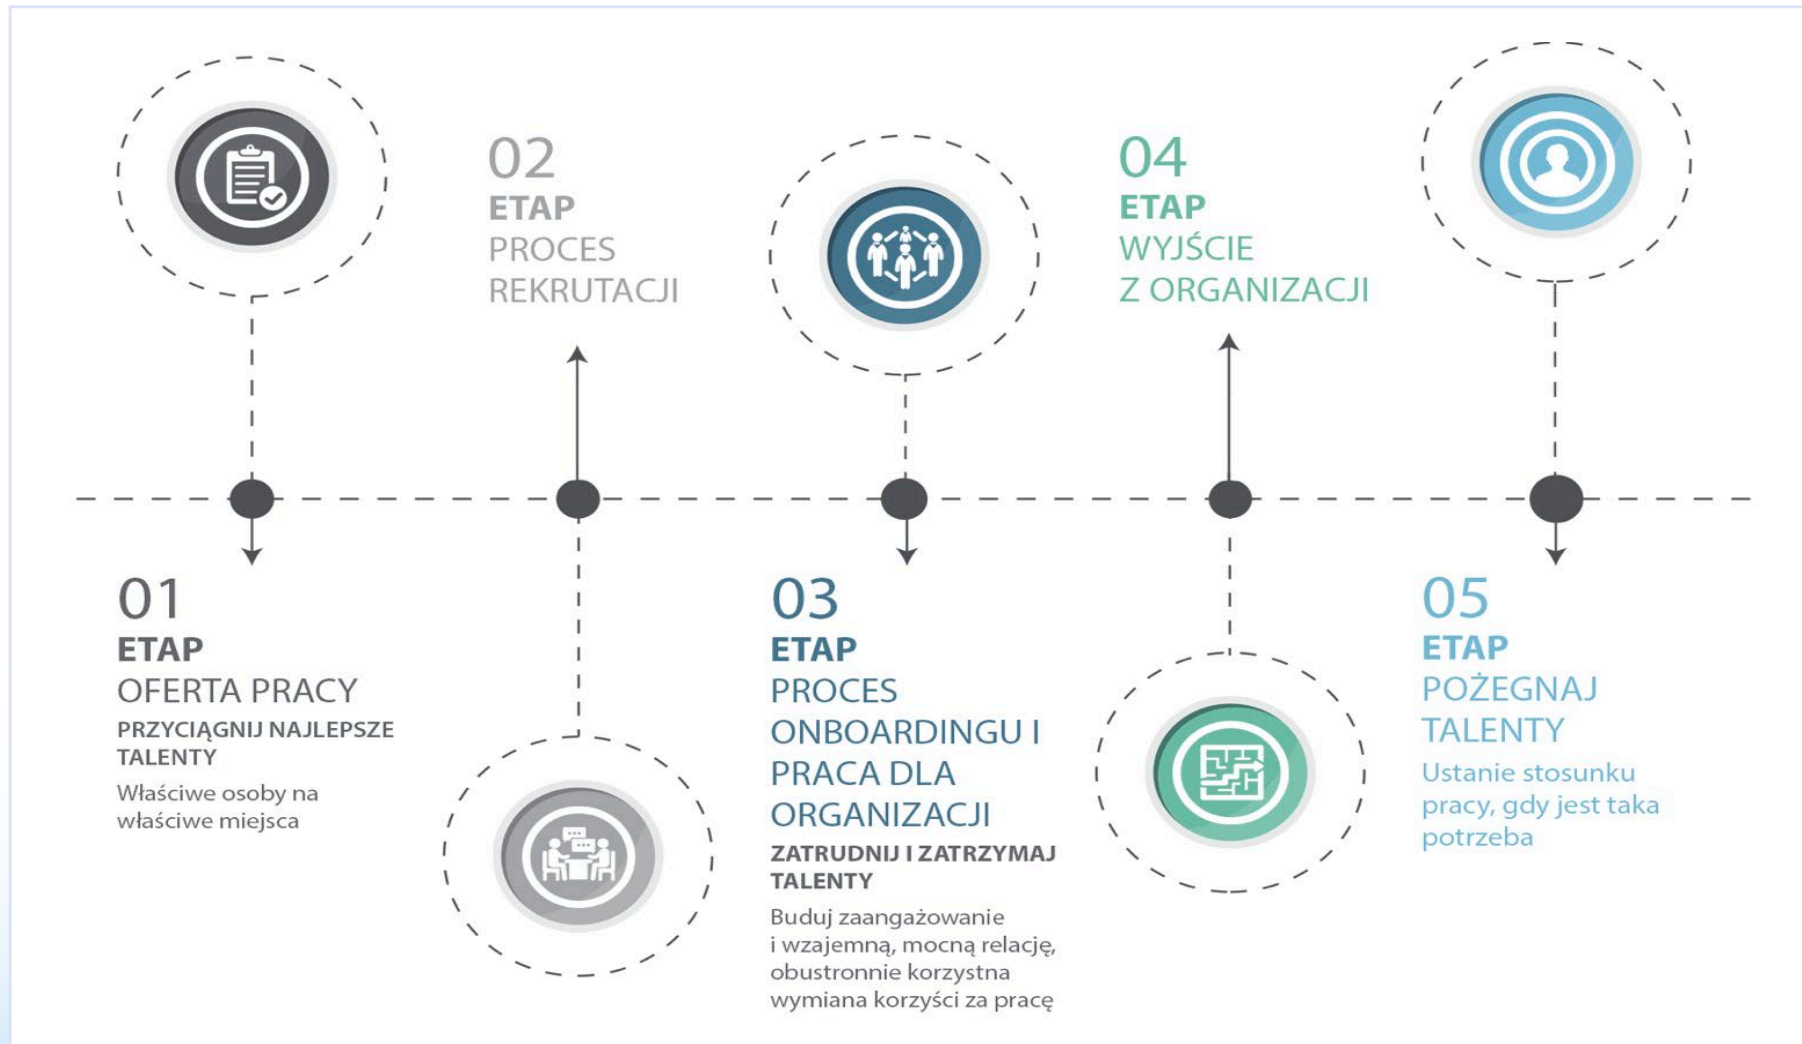 01
ETAP
OFERTA PRACY
PRZYCIĄGNIJ NAJLEPSZE
TALENTY
Właściwe osoby na
właściwe miejsca
02
ETAP
PROCES
REKRUTACJI
03
ETAP
PROCES
ONBOARDINGU I
PRACA DLA
ORGANIZACJI
ZATRUDNIJ I ZATRZYMAJ
TALENTY
Buduj zaangażowanie
i wzajemną, mocną relację,
obustronnie korzystna
wymiana korzyści za pracę
04
ETAP
WYJŚCIE
Z ORGANIZACJI
05
ETAP
POŻEGNAJ
TALENTY
Ustanie stosunku
pracy, gdy jest taka
potrzeba